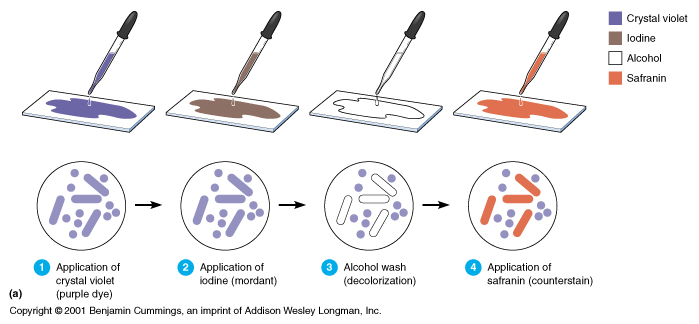 Crystal violet
Iodine
Alcohol
Safranin
1 Application of
crystal violet
(purple dye)
2 Application of
iodine (mordant)
3 Alcohol wash
(decolorization)
4 Application of
safranin (counterstain)
(a)
Copyright © 2001 Benjamin Cummings, an imprint of Addison Wesley Longman, Inc.